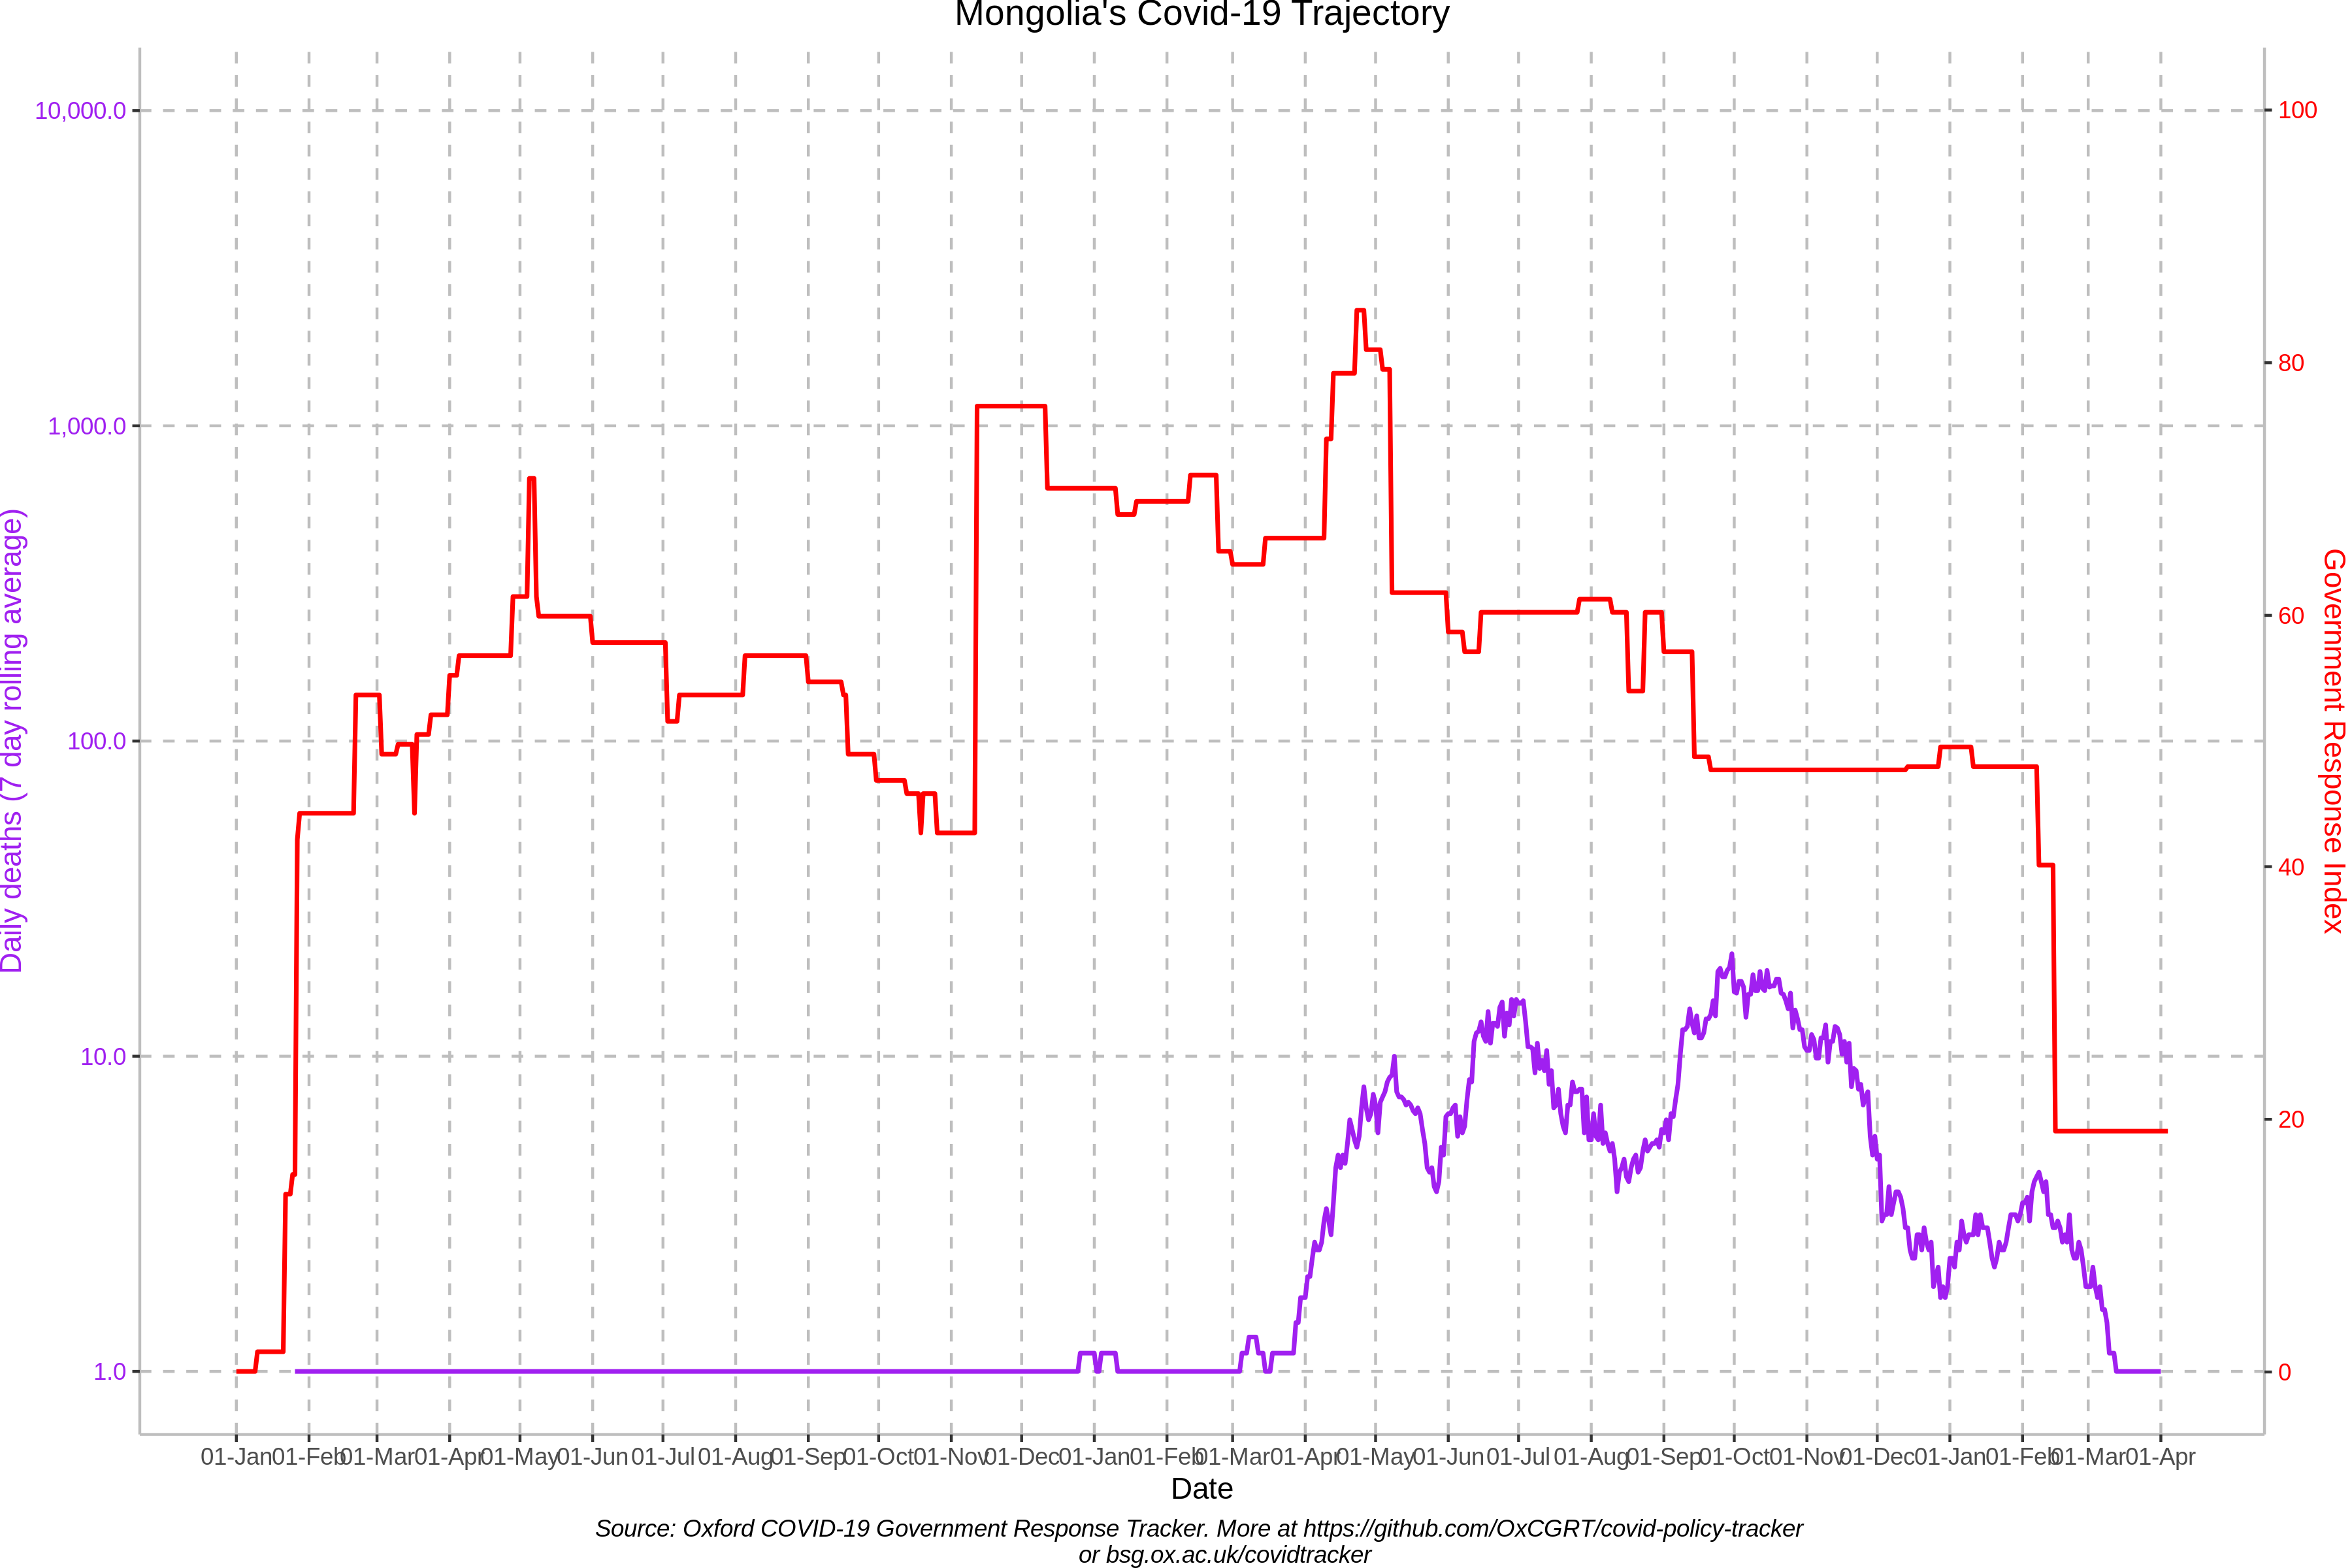 Mongolia's Covid-19 Trajectory
10,000.0
1,000.0
100.0
10.0
1.0
Daily deaths (7 day rolling average)
100
80
60
40
20
0
Government Response Index
01-Jan 01-Feb 01-Mar 01-Apr 01-May 01-Jun 01-Jul 01-Aug 01-Sep 01-Oct 01-Nov 01-Dec 01-Jan 01-Feb 01-Mar 01-Apr 01-May 01-Jun 01-Jul 01-Aug 01-Sep 01-Oct 01-Nov 01-Dec 01-Jan 01-Feb 01-Mar 01-Apr
Date
Source: Oxford COVID-19 Government Response Tracker. More at https://github.com/OxCGRT/covid-policy-tracker
or bsg.ox.ac.uk/covidtracker